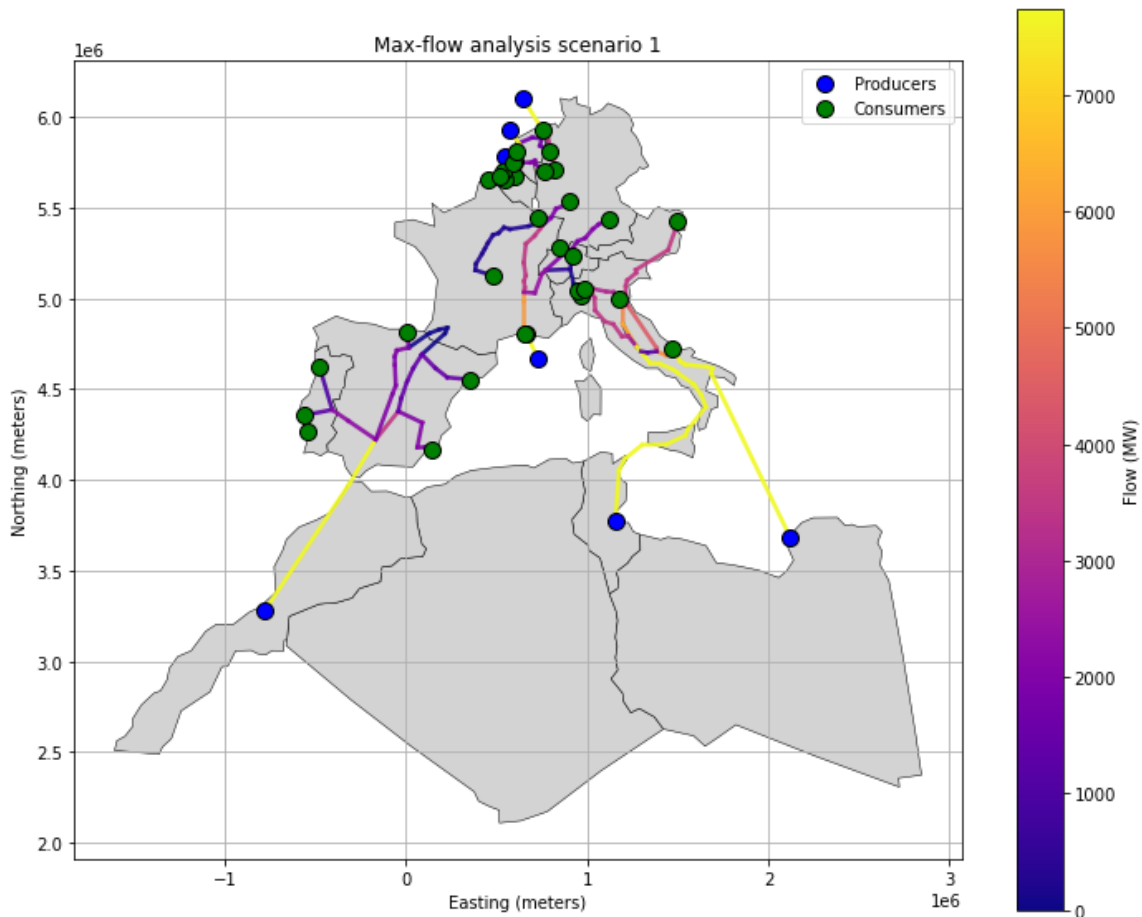 Max-flow analysis scenario 1
1e6
Producers
Consumers
6.0
5.5
5.0
4.5
4.0
3.5
3.0
2.5
2.0
Northing (meters)
−1
0
1
2
3
1e6
Easting (meters)
7000
6000
5000
4000
3000
2000
1000
0
Flow (MW)